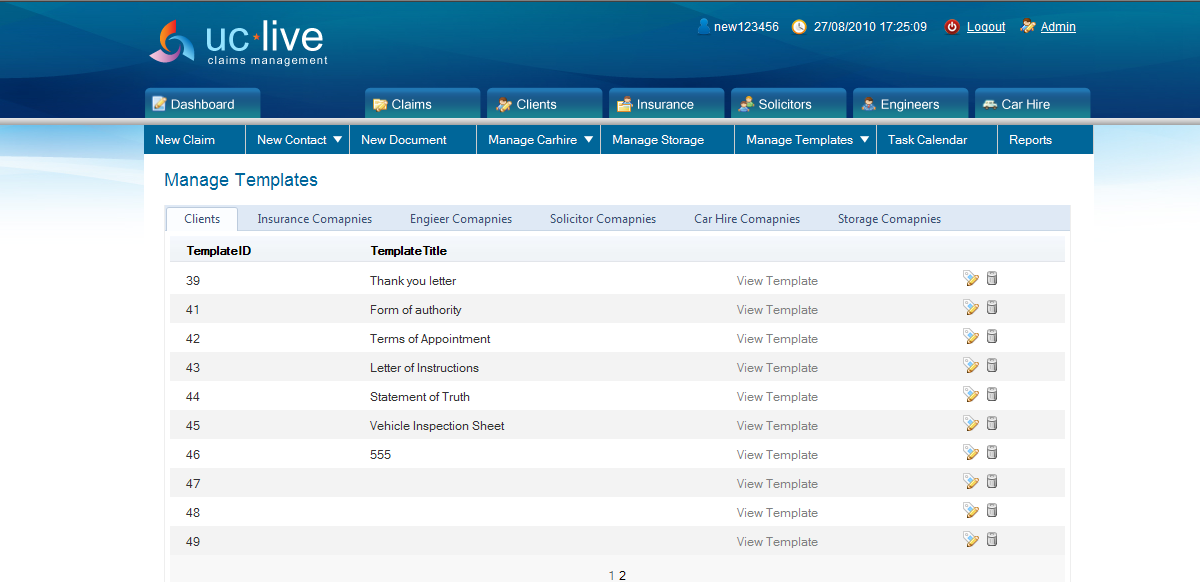 uc live
claims management
new123456 27/08/2010 17:25:09 Logout Admin
Dashboard Claims Clients Insurance Solicitors Engineers Car Hire
New Claim New Contact New Document Manage Carhire Manage Storage Manage Templates Task Calendar Reports
Manage Templates
Clients Insurance Comapnies Engieer Comapnies Solicitor Comapnies Car Hire Comapnies Storage Comapnies
TemplateID TemplateTitle
39 Thank you letter View Template
41 Form of authority View Template
42 Terms of Appointment View Template
43 Letter of Instructions View Template
44 Statement of Truth View Template
45 Vehicle Inspection Sheet View Template
46 555 View Template
47 View Template
48 View Template
49 View Template
1 2